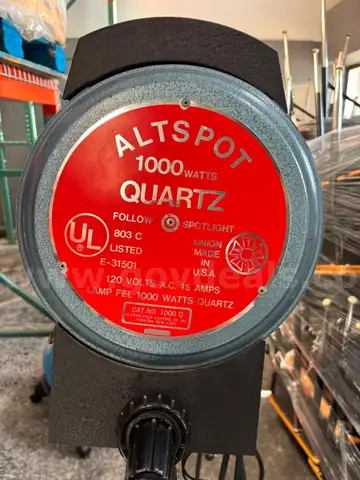 ALTSPOT
1000 WATTS
QUARTZ
FOLLOW SPOTLIGHT
UL
803 C
LISTED
E-31501
UNION
MADE
IN
U.S.A.
120 VOLTS A.C. 15 AMPS
LAMP FEL 1000 WATTS QUARTZ
CAT NO. 1000 Q